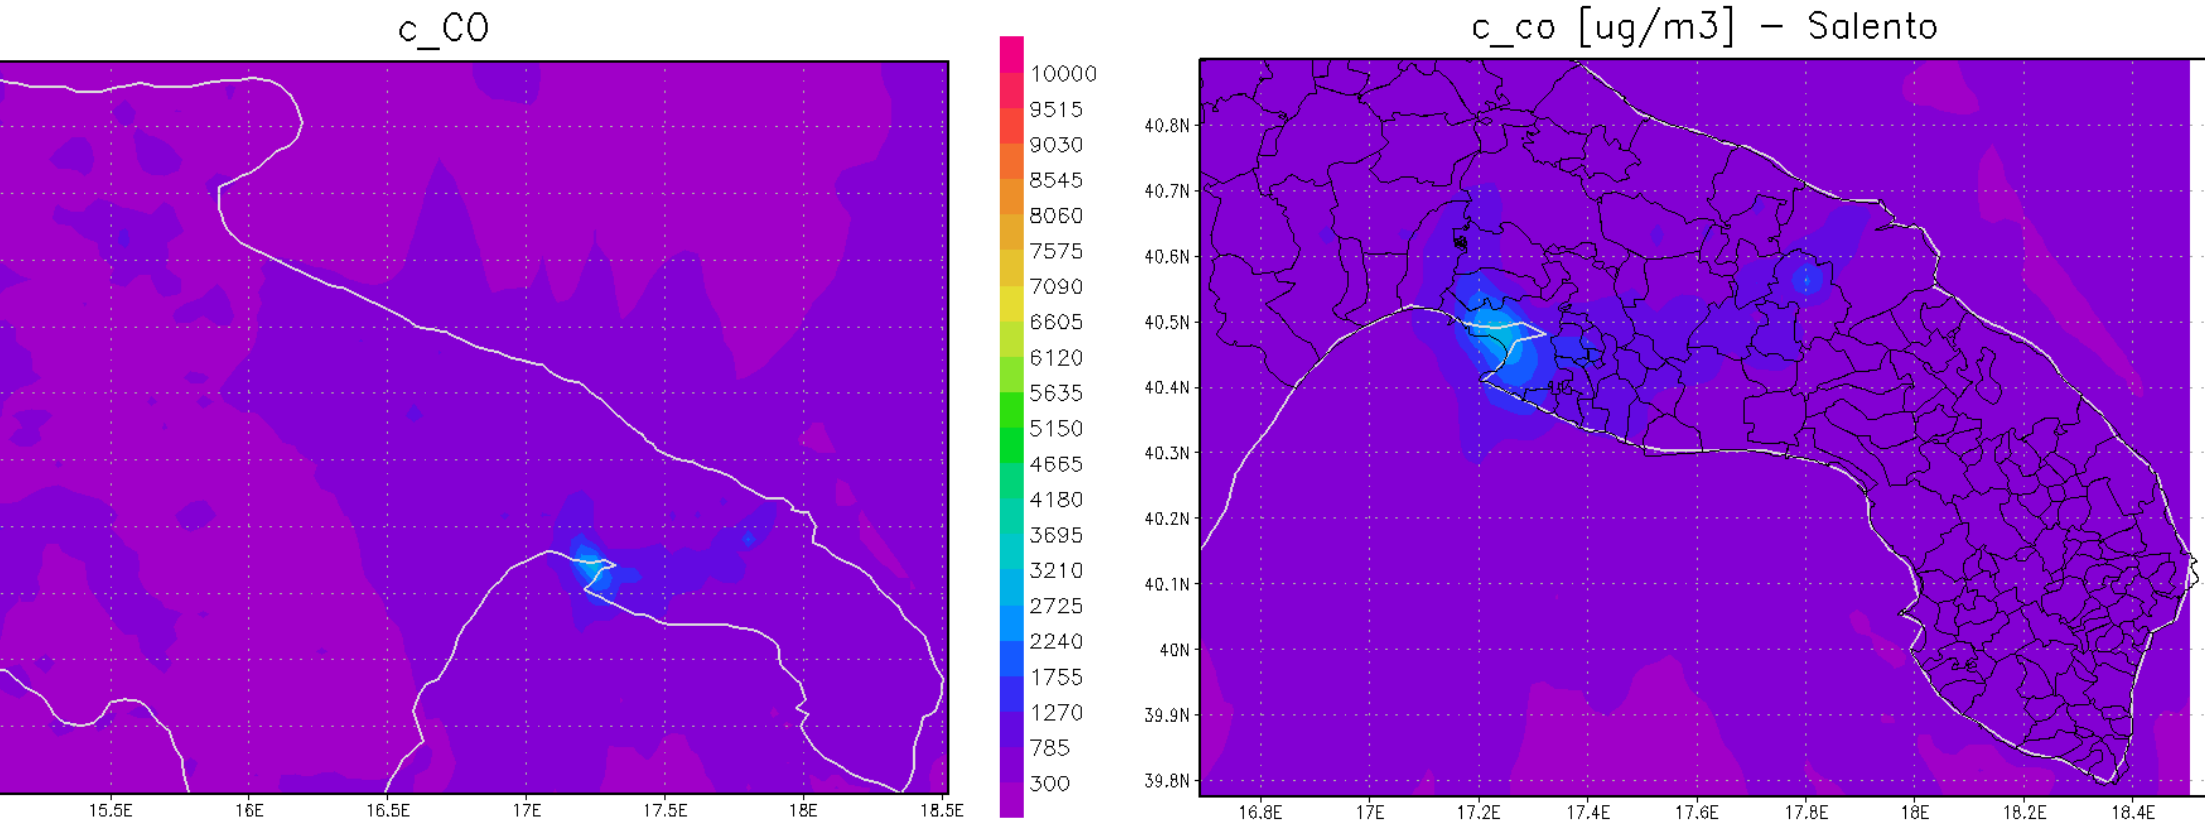 c_CO
c_co [ug/m3] – Salento
10000
9515
9030
8545
8060
7575
7090
6605
6120
5635
5150
4665
4180
3695
3210
2725
2240
1755
1270
785
300
40.8N
40.7N
40.6N
40.5N
40.4N
40.3N
40.2N
40.1N
40N
39.9N
39.8N
15.5E 16E 16.5E 17E 17.5E 18E 18.5E
16.8E 17E 17.2E 17.4E 17.6E 17.8E 18E 18.2E 18.4E